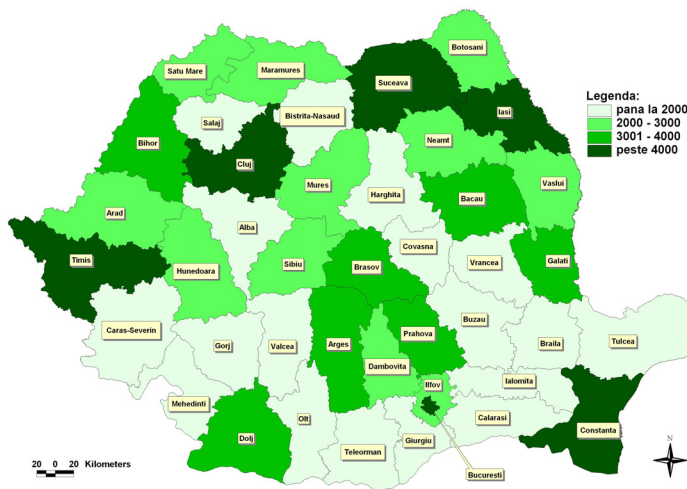 Botosani
Satu Mare
Maramures
Suceava
Legenda:
pana la 2000
2000 - 3000
3001 - 4000
peste 4000
Salaj
Bistrita-Nasaud
Iasi
Bihor
Neamt
Cluj
Mures
Vaslui
Harghita
Bacau
Arad
Alba
Covasna
Timis
Hunedoara
Sibiu
Brasov
Vrancea
Galati
Caras-Severin
Gorj
Valcea
Arges
Prahova
Buzau
Braila
Tulcea
Dambovita
Ilfov
Ialomita
Mehedinti
Olt
Calarasi
Constanta
Dolj
Teleorman
Giurgiu
Bucuresti
N
20 0 20 Kilometers